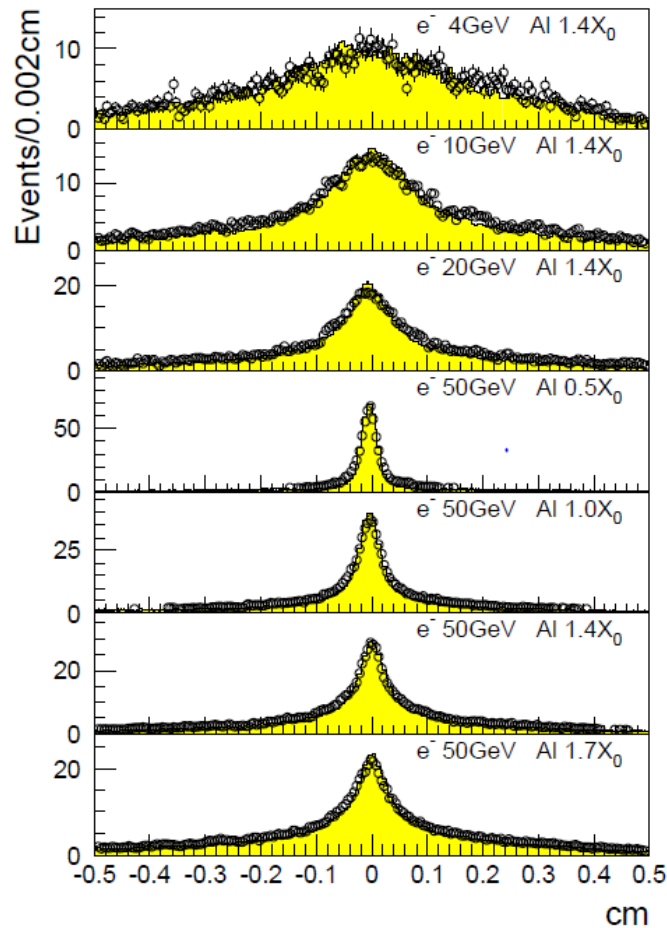 Events/0.002cm
e⁻ 4GeV Al 1.4X₀
10
0
e⁻ 10GeV Al 1.4X₀
10
0
e⁻ 20GeV Al 1.4X₀
20
0
e⁻ 50GeV Al 0.5X₀
50
0
e⁻ 50GeV Al 1.0X₀
25
0
e⁻ 50GeV Al 1.4X₀
20
0
e⁻ 50GeV Al 1.7X₀
20
0
-0.5 -0.4 -0.3 -0.2 -0.1 0 0.1 0.2 0.3 0.4 0.5
cm